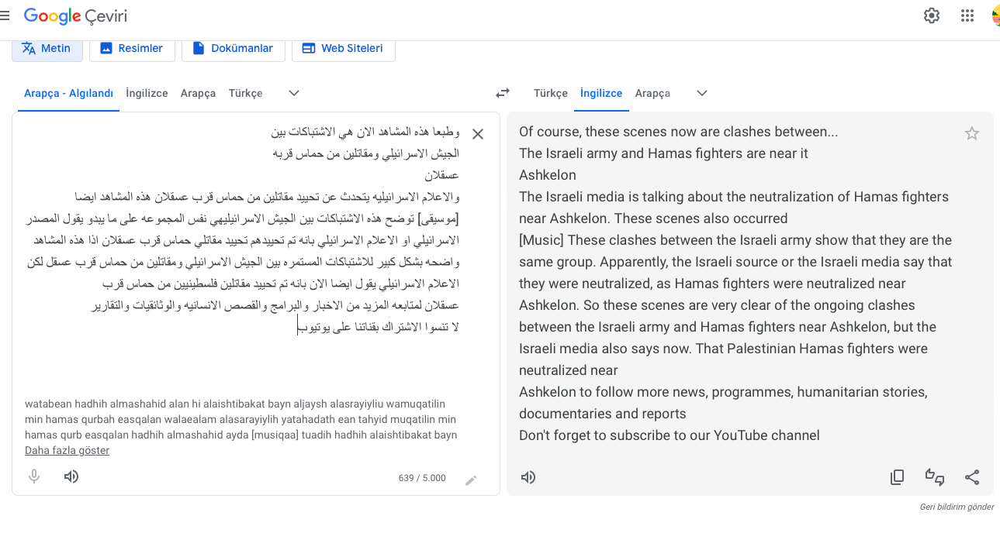 Google Çeviri
Metin
Resimler
Dokümanlar
Web Siteleri
Arapça - Algılandı
İngilizce
Arapça
Türkçe
Türkçe
İngilizce
Arapça
وطبعا هذه المشاهد الان هي الاشتباكات بين
الجيش الاسرائيلي ومقاتلين من حماس قربه
عسقلان
والاعلام الاسرائيليه يتحدث عن تحييد مقاتلين من حماس قرب عسقلان هذه المشاهد ايضا
[موسيقى] توضح هذه الاشتباكات بين الجيش الاسرائيليهي نفس المجموعه على ما يبدو يقول المصدر
الاسرائيلي او الاعلام الاسرائيلي بانه تم تحييدهم تحييد مقاتلي حماس قرب عسقلان اذا هذه المشاهد
واضحه بشكل كبير للاشتباكات المستمره بين الجيش الاسرائيلي ومقاتلين من حماس قرب عسقل لكن
الاعلام الاسرائيلي يقول ايضا الان بانه تم تحييد مقاتلين فلسطينيين من حماس قرب
عسقلان لمتابعه المزيد من الاخبار والبرامج والقصص الانسانيه والوثائقيات والتقارير
لا تنسوا الاشتراك بقناتنا على يوتيوب
watabean hadhih almashahid alan hi alaishtibakat bayn aljaysh alasrayiyliu wamuqatilin
min hamas qurbah easqalan walaealam alasarayiylih yatahadath ean tahyid muqatilin min
hamas qurb easqalan hadhih almashahid ayda [musiqaa] tuadih hadhih alaishtibakat bayn
Daha fazla göster
639 / 5.000
Of course, these scenes now are clashes between...
The Israeli army and Hamas fighters are near it
Ashkelon
The Israeli media is talking about the neutralization of Hamas fighters
near Ashkelon. These scenes also occurred
[Music] These clashes between the Israeli army show that they are the
same group. Apparently, the Israeli source or the Israeli media say that
they were neutralized, as Hamas fighters were neutralized near
Ashkelon. So these scenes are very clear of the ongoing clashes
between the Israeli army and Hamas fighters near Ashkelon, but the
Israeli media also says now. That Palestinian Hamas fighters were
neutralized near
Ashkelon to follow more news, programmes, humanitarian stories,
documentaries and reports
Don't forget to subscribe to our YouTube channel
Geri bildirim gönder